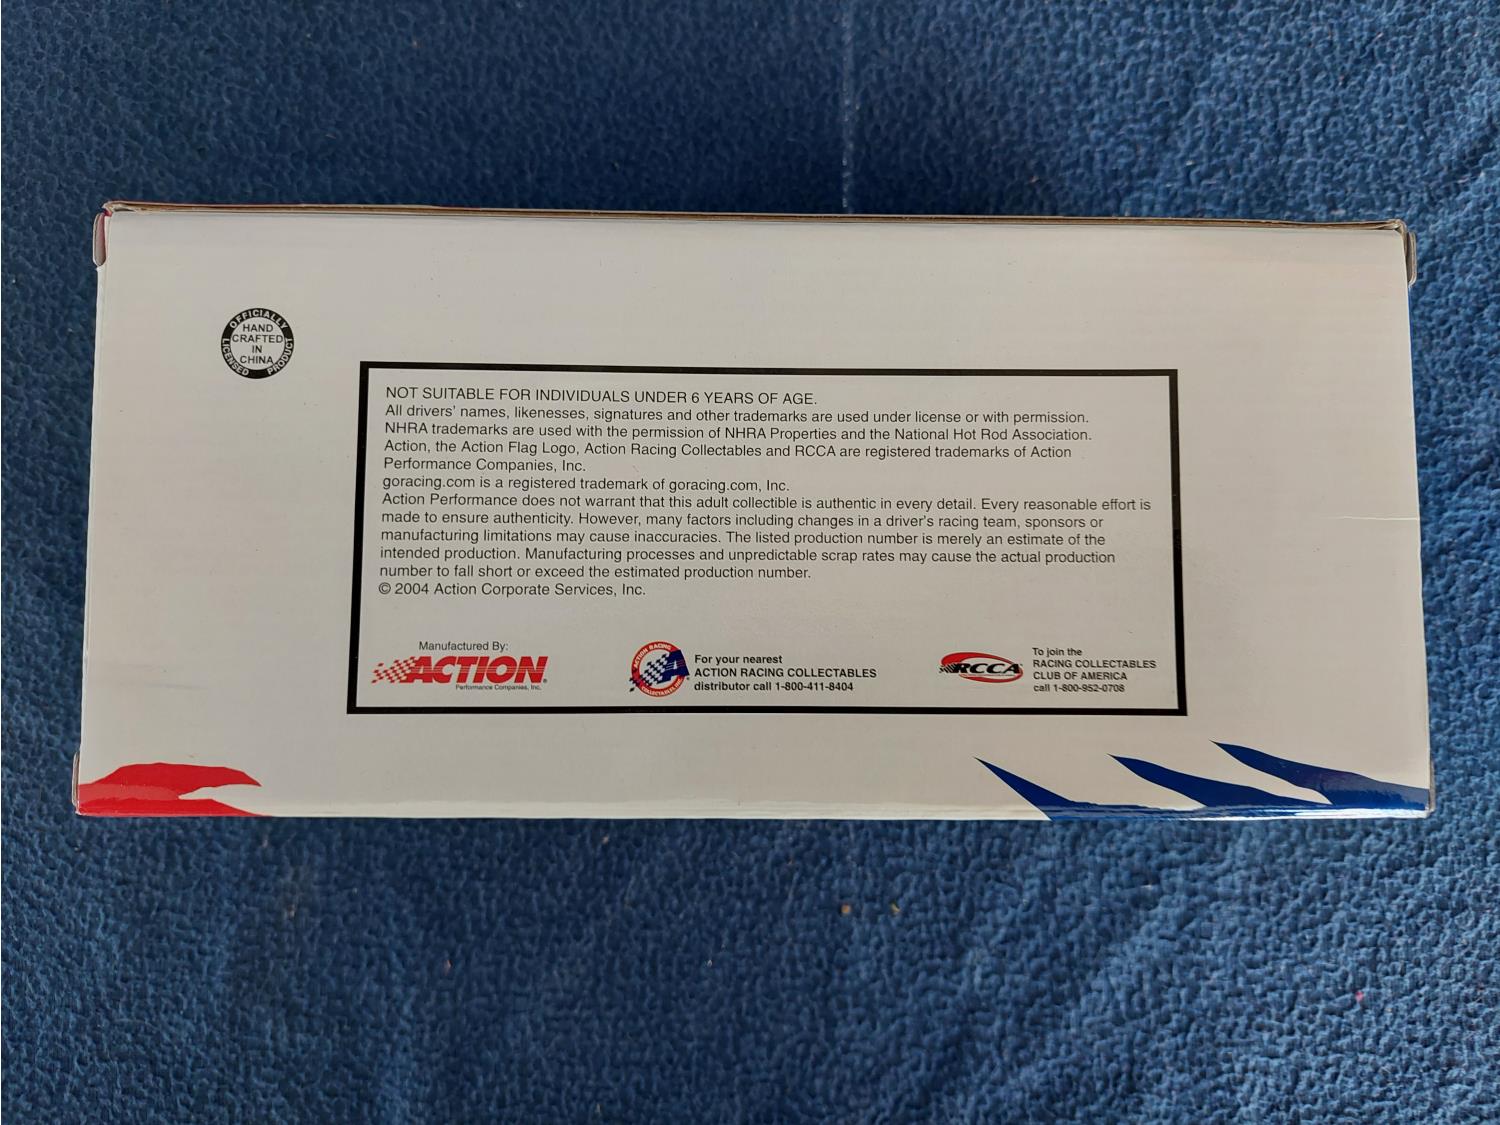 OFFICIALLY
HAND
CRAFTED
IN
CHINA
LICENSED PRODUCT
NOT SUITABLE FOR INDIVIDUALS UNDER 6 YEARS OF AGE.
All drivers' names, likenesses, signatures and other trademarks are used under license or with permission.
NHRA trademarks are used with the permission of NHRA Properties and the National Hot Rod Association.
Action, the Action Flag Logo, Action Racing Collectables and RCCA are registered trademarks of Action
Performance Companies, Inc.
goracing.com is a registered trademark of goracing.com, Inc.
Action Performance does not warrant that this adult collectible is authentic in every detail. Every reasonable effort is
made to ensure authenticity. However, many factors including changes in a driver's racing team, sponsors or
manufacturing limitations may cause inaccuracies. The listed production number is merely an estimate of the
intended production. Manufacturing processes and unpredictable scrap rates may cause the actual production
number to fall short or exceed the estimated production number.
© 2004 Action Corporate Services, Inc.
Manufactured By:
ACTION
Performance Companies, Inc.
ACTION RACING
A
COLLECTABLES, INC.
For your nearest
ACTION RACING COLLECTABLES
distributor call 1-800-411-8404
RCCA
To join the
RACING COLLECTABLES
CLUB OF AMERICA
call 1-800-952-0708